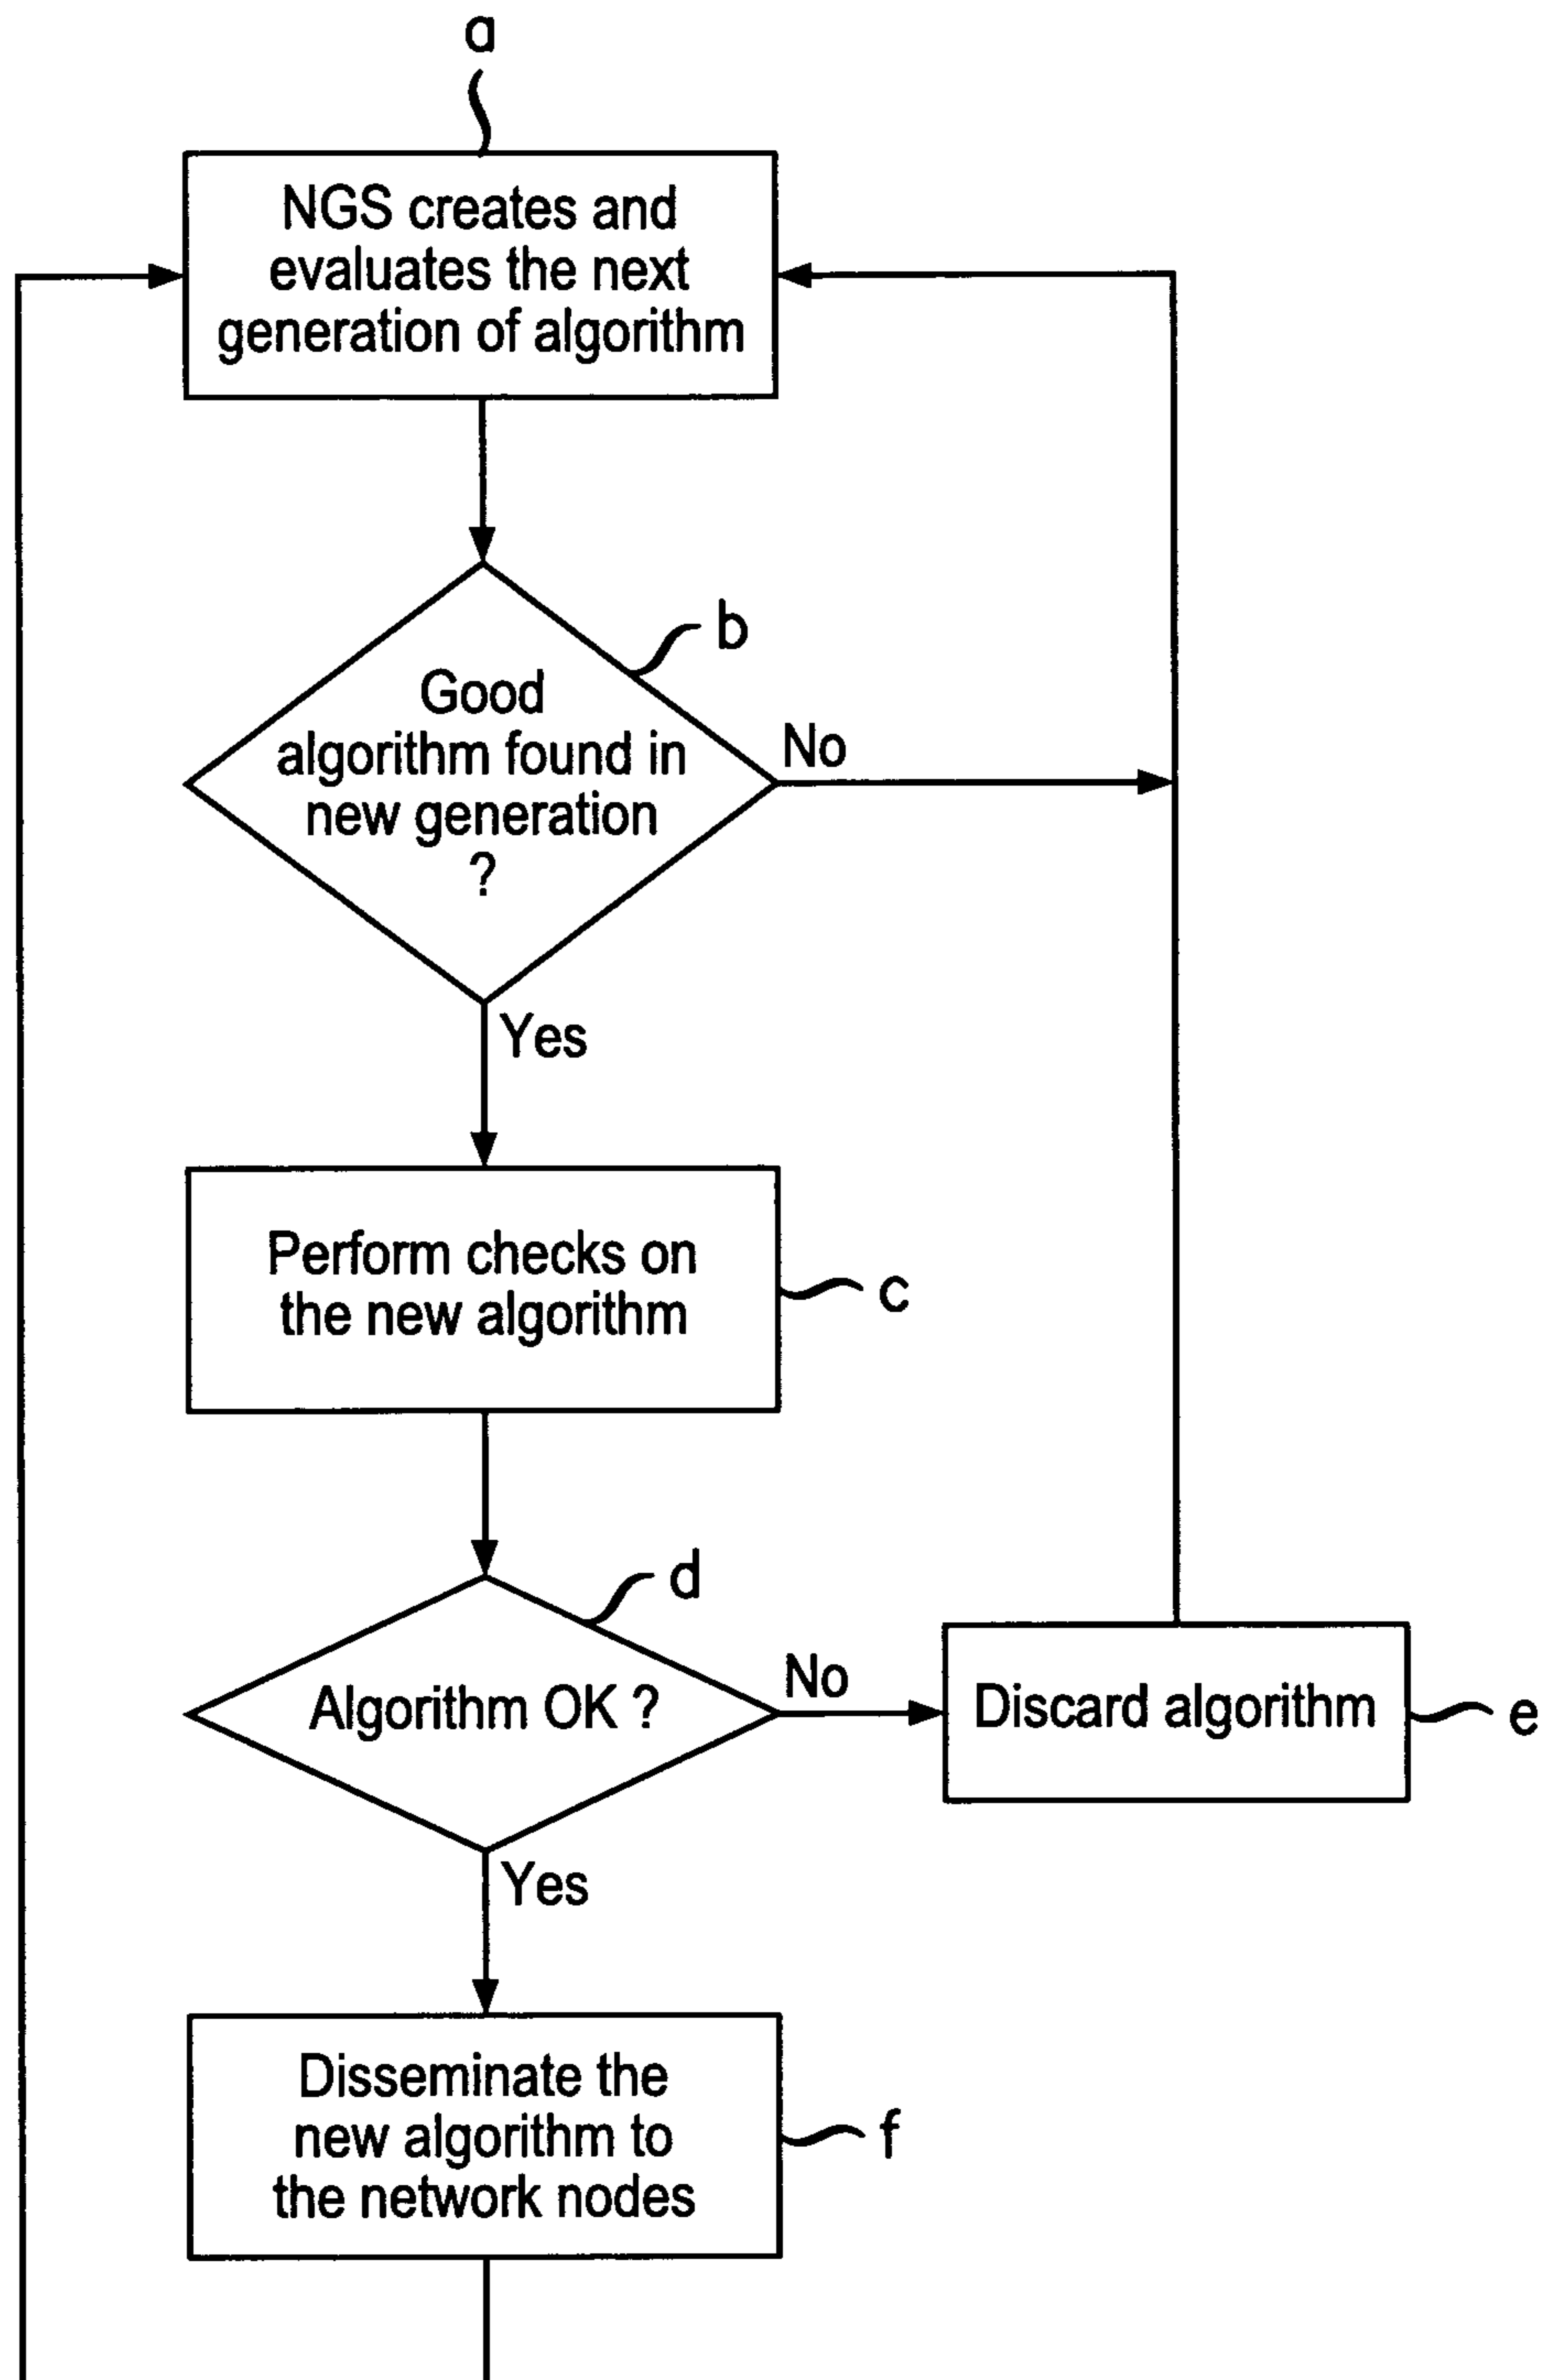 a
NGS creates and
evaluates the next
generation of algorithm
b
Good
algorithm found in
new generation
?
No
Yes
Perform checks on
the new algorithm
c
d
Algorithm OK ?
No
Discard algorithm
e
Yes
Disseminate the
new algorithm to
the network nodes
f